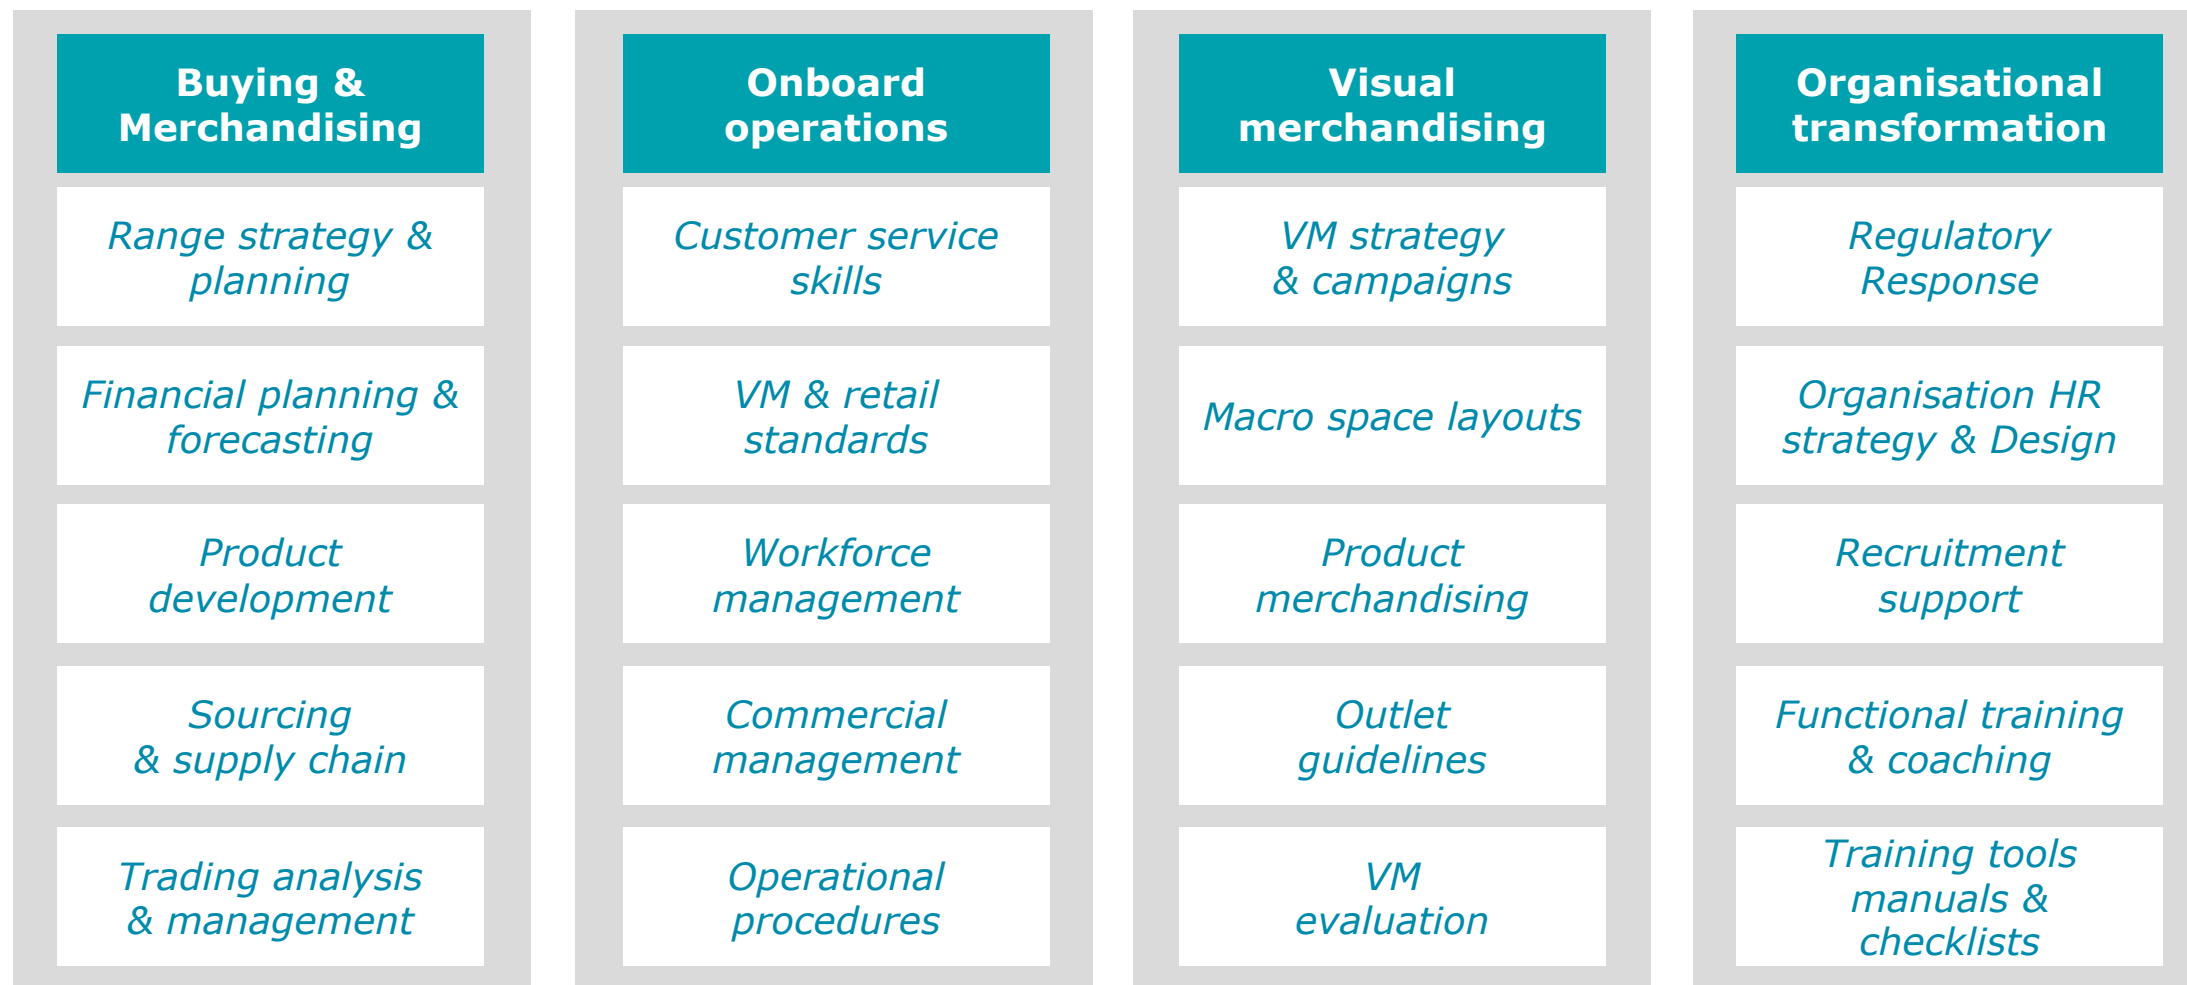 Buying &
Merchandising
Range strategy &
planning
Financial planning &
forecasting
Product
development
Sourcing
& supply chain
Trading analysis
& management
Onboard
operations
Customer service
skills
VM & retail
standards
Workforce
management
Commercial
management
Operational
procedures
Visual
merchandising
VM strategy
& campaigns
Macro space layouts
Product
merchandising
Outlet
guidelines
VM
evaluation
Organisational
transformation
Regulatory
Response
Organisation HR
strategy & Design
Recruitment
support
Functional training
& coaching
Training tools
manuals &
checklists